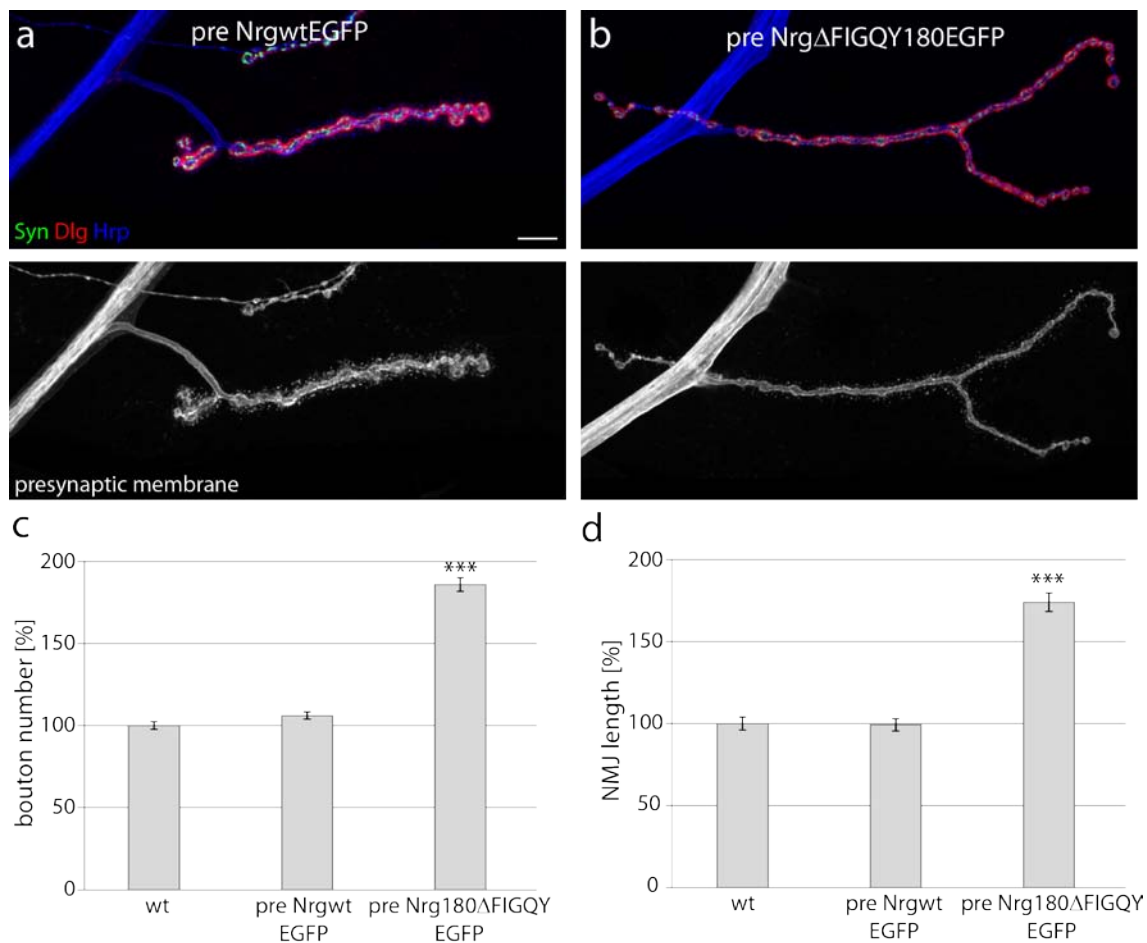 a
pre NrgwtEGFP
Syn Dlg Hrp
b
pre NrgΔFIGQY180EGFP
presynaptic membrane
c
bouton number [%]
200
150
100
50
0
***
wt
pre Nrgwt
EGFP
pre Nrg180ΔFIGQY
EGFP
d
NMJ length [%]
200
150
100
50
0
***
wt
pre Nrgwt
EGFP
pre Nrg180ΔFIGQY
EGFP